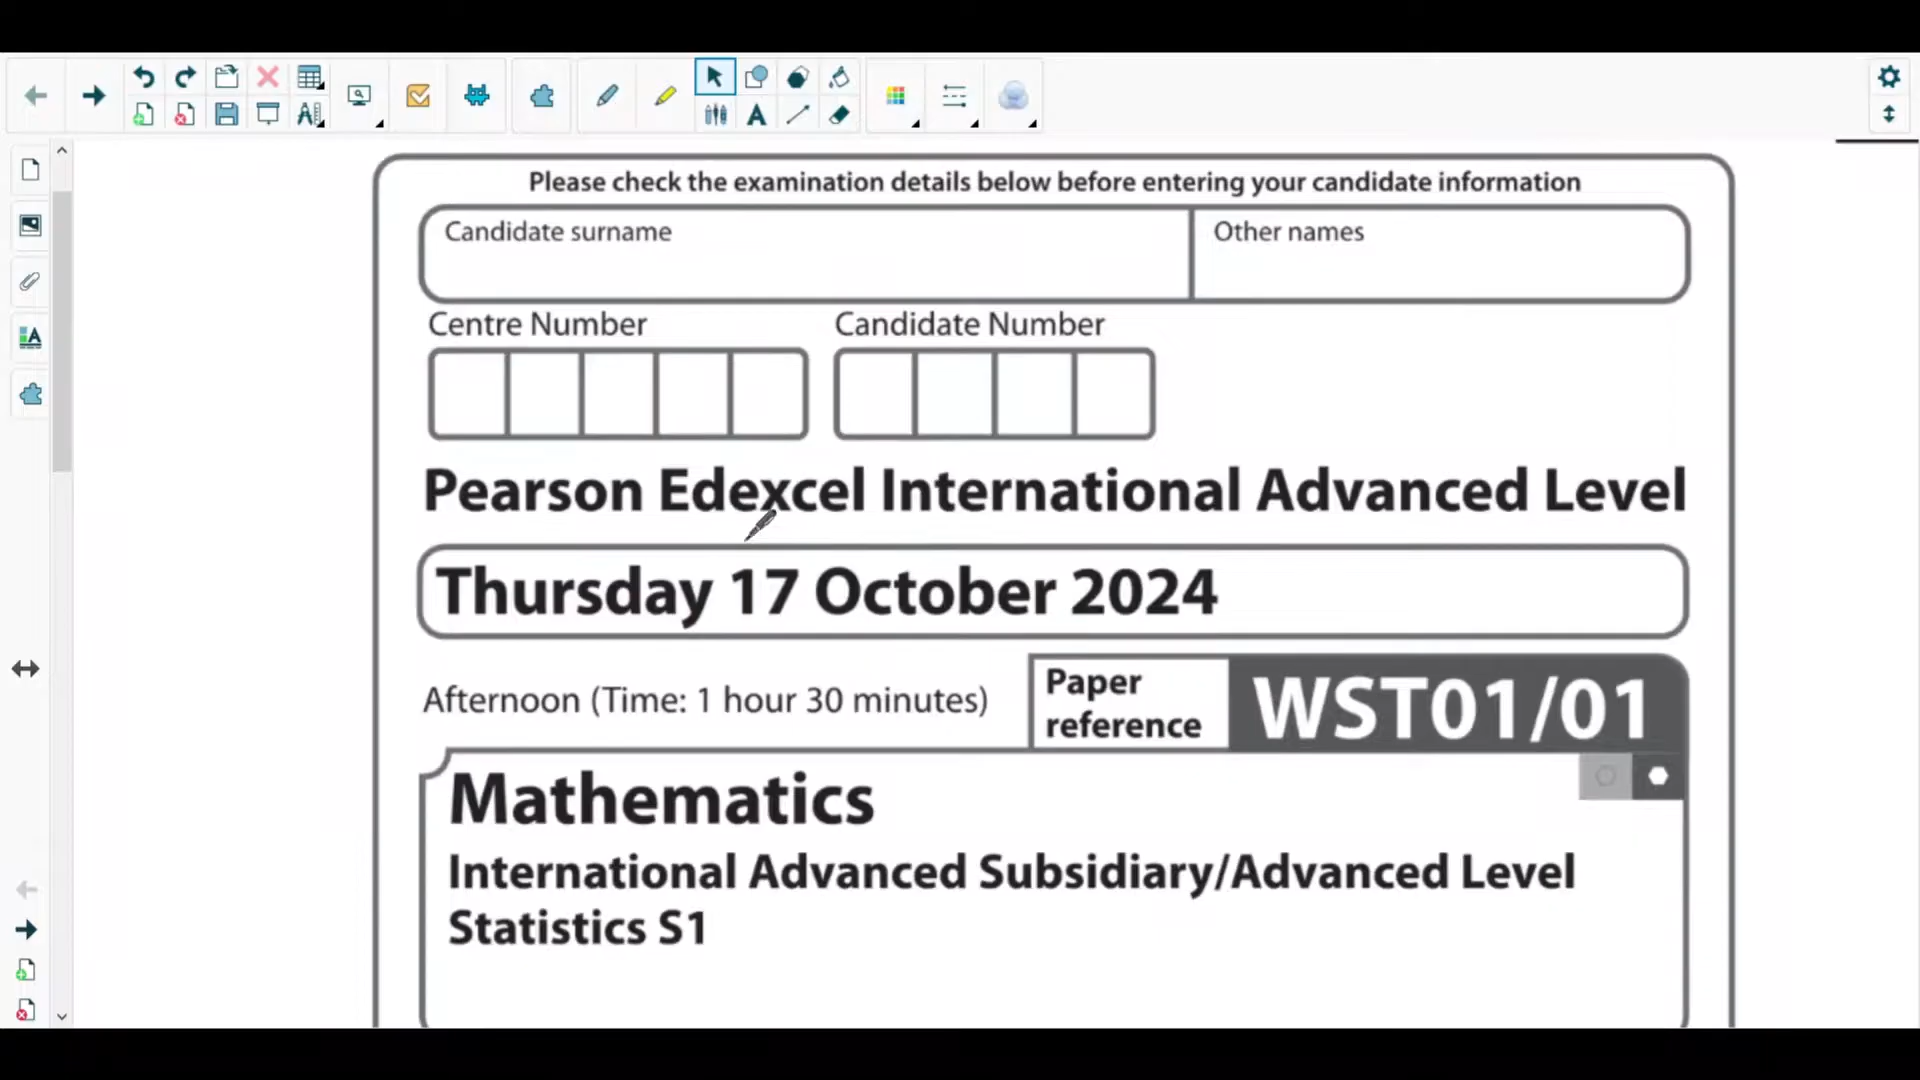 Please check the examination details below before entering your candidate information
Candidate surname
Other names
Centre Number
Candidate Number
Pearson Edexcel International Advanced Level
Thursday 17 October 2024
Afternoon (Time: 1 hour 30 minutes)
Paper
reference
WST01/01
Mathematics
International Advanced Subsidiary/Advanced Level
Statistics S1